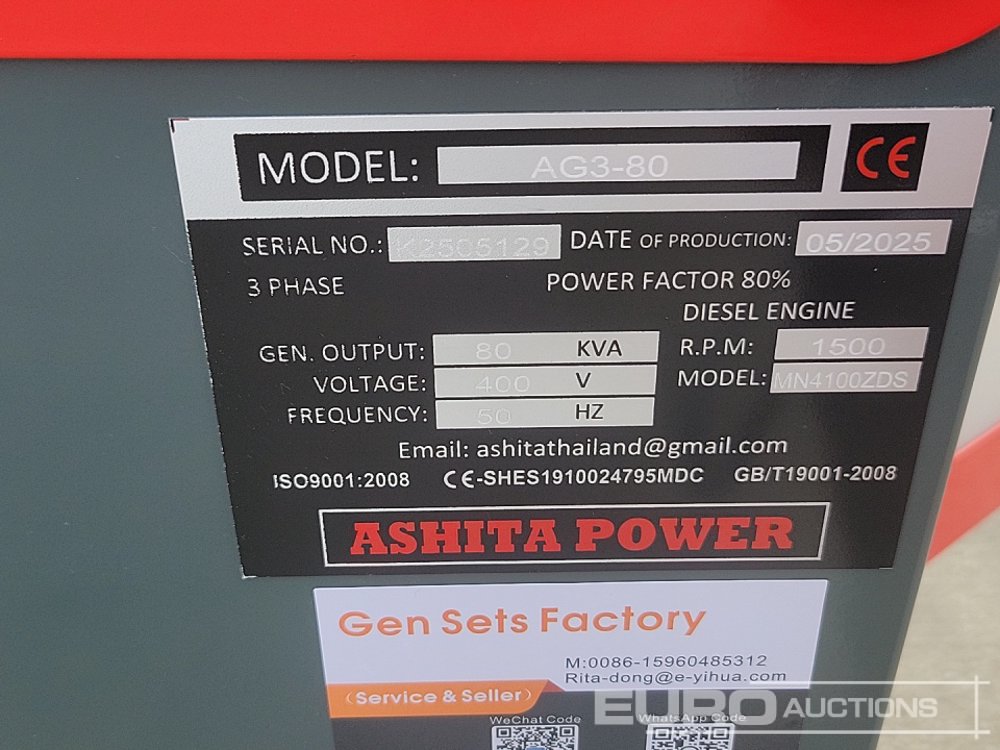 MODEL: AG3-80 CE
SERIAL NO.: DATE OF PRODUCTION: 05/2025
3 PHASE POWER FACTOR 80%
DIESEL ENGINE
GEN. OUTPUT: 80 KVA R.P.M: 1500
VOLTAGE: 400 V MODEL: MN4100ZDS
FREQUENCY: 50 HZ
Email: ashitathailand@gmail.com
ISO9001:2008 CE-SHES1910024795MDC GB/T19001-2008
ASHITA POWER
Gen Sets Factory
M:0086-15960485312
Rita-dong@e-yihua.com
(Service & Seller)
WeChat Code WhatsApp Code
EURO AUCTIONS